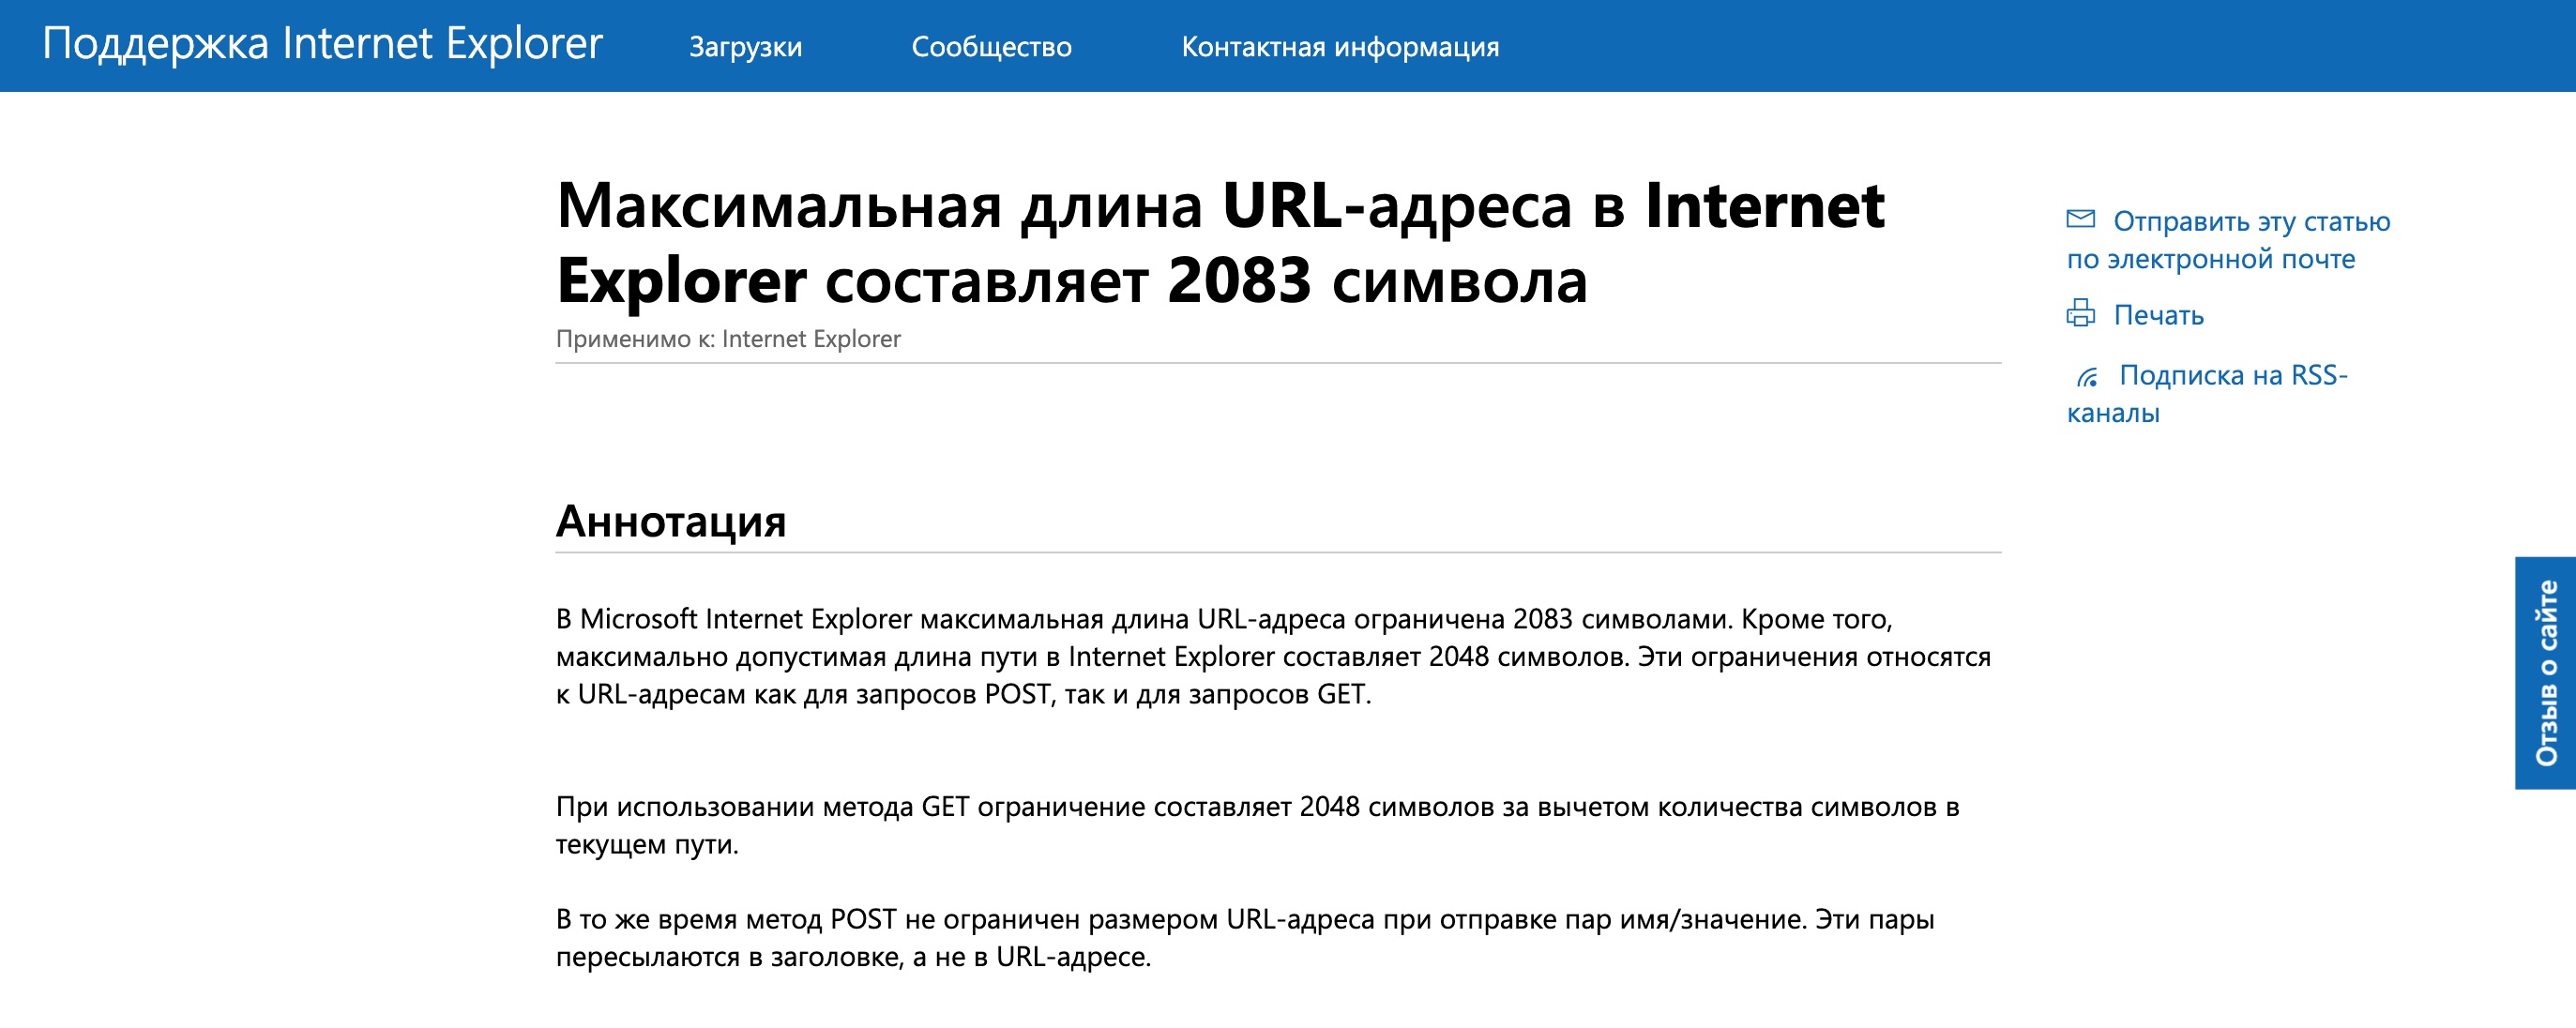 Поддержка Internet Explorer Загрузки Сообщество Контактная информация
Максимальная длина URL-адреса в Internet
Explorer составляет 2083 символа
Применимо к: Internet Explorer
Отправить эту статью
по электронной почте
Печать
Подписка на RSS-
каналы
Аннотация
В Microsoft Internet Explorer максимальная длина URL-адреса ограничена 2083 символами. Кроме того,
максимально допустимая длина пути в Internet Explorer составляет 2048 символов. Эти ограничения относятся
к URL-адресам как для запросов POST, так и для запросов GET.
При использовании метода GET ограничение составляет 2048 символов за вычетом количества символов в
текущем пути.
В то же время метод POST не ограничен размером URL-адреса при отправке пар имя/значение. Эти пары
пересылаются в заголовке, а не в URL-адресе.
Отзыв о сайте